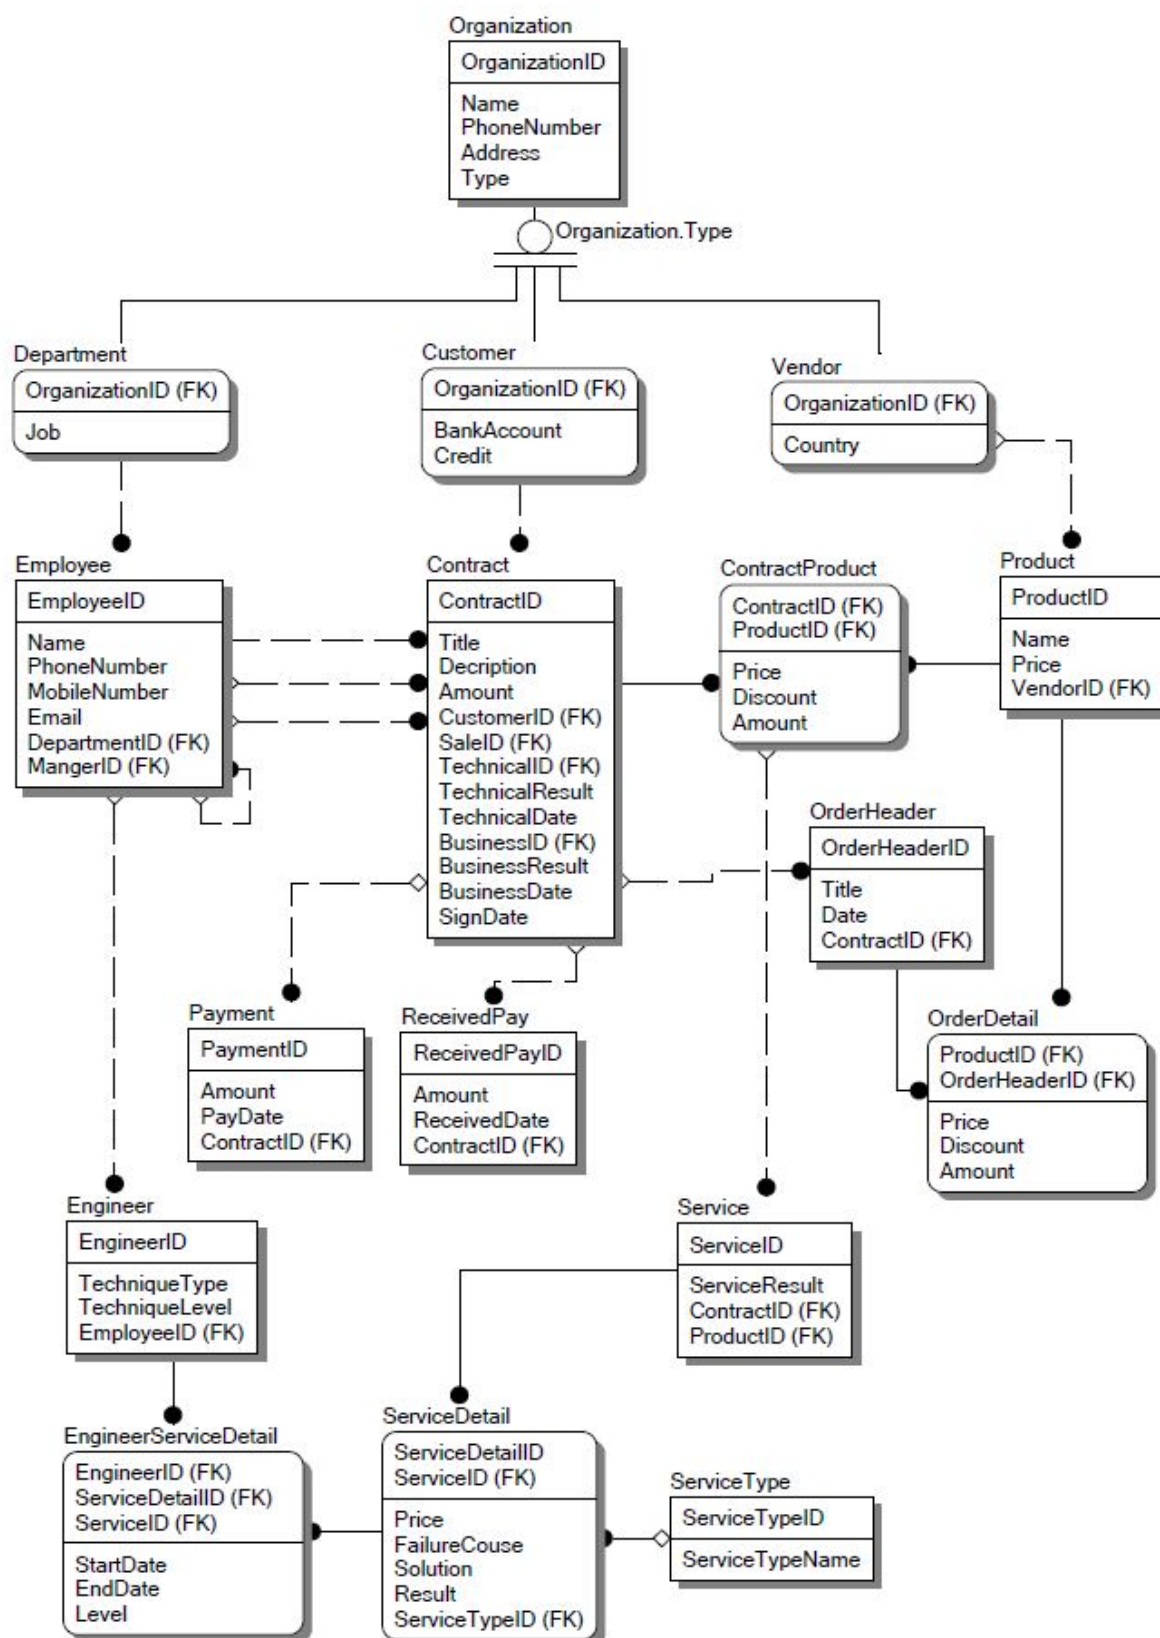 Organization
OrganizationID
Name
PhoneNumber
Address
Type
Organization.Type
Department
OrganizationID (FK)
Job
Customer
OrganizationID (FK)
BankAccount
Credit
Vendor
OrganizationID (FK)
Country
Employee
EmployeeID
Name
PhoneNumber
MobileNumber
Email
DepartmentID (FK)
MangerID (FK)
Contract
ContractID
Title
Decription
Amount
CustomerID (FK)
SaleID (FK)
TechnicalID (FK)
TechnicalResult
TechnicalDate
BusinessID (FK)
BusinessResult
BusinessDate
SignDate
ContractProduct
ContractID (FK)
ProductID (FK)
Price
Discount
Amount
Product
ProductID
Name
Price
VendorID (FK)
OrderHeader
OrderHeaderID
Title
Date
ContractID (FK)
Payment
PaymentID
Amount
PayDate
ContractID (FK)
ReceivedPay
ReceivedPayID
Amount
ReceivedDate
ContractID (FK)
OrderDetail
ProductID (FK)
OrderHeaderID (FK)
Price
Discount
Amount
Engineer
EngineerID
TechniqueType
TechniqueLevel
EmployeeID (FK)
Service
ServiceID
ServiceResult
ContractID (FK)
ProductID (FK)
EngineerServiceDetail
EngineerID (FK)
ServiceDetailID (FK)
ServiceID (FK)
StartDate
EndDate
Level
ServiceDetail
ServiceDetailID
ServiceID (FK)
Price
FailureCouse
Solution
Result
ServiceTypeID (FK)
ServiceType
ServiceTypeID
ServiceTypeName